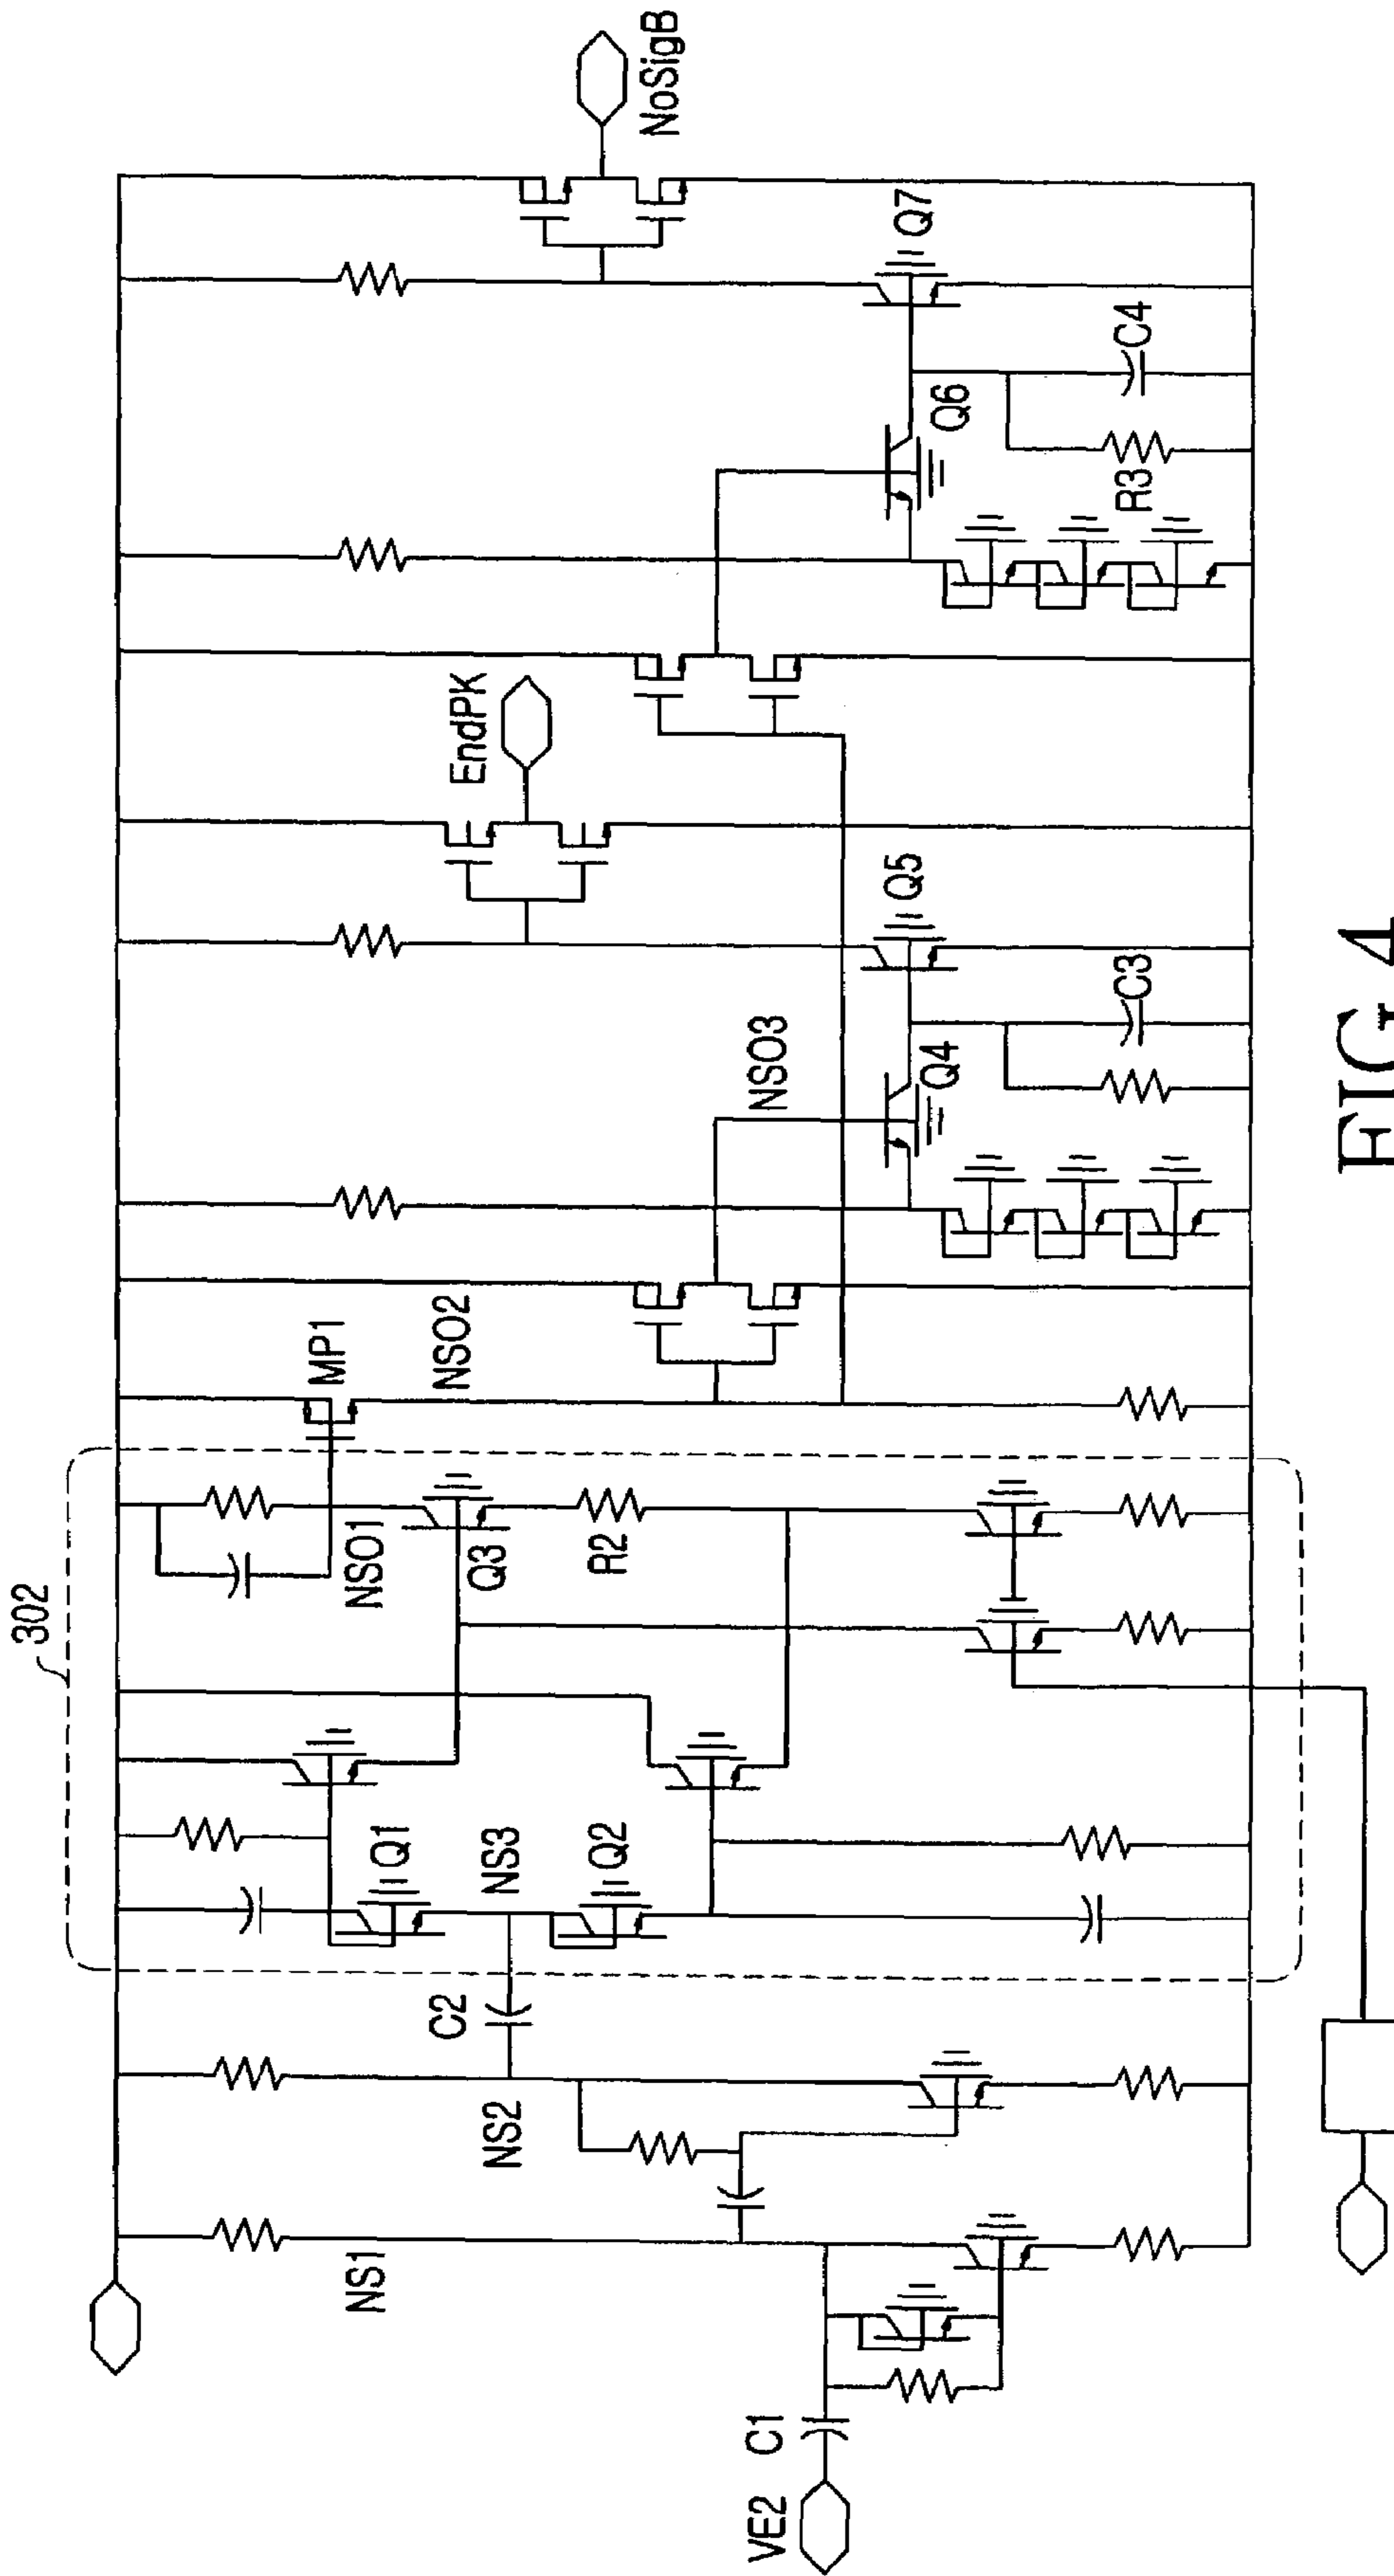 302
VE2
C1
NS1
NS2
C2
NS3
Q1
Q2
Q3
R2
NSO1
MP1
NSO2
NSO3
Q4
C3
Q5
EndPK
Q6
R3
C4
Q7
NoSigB
FIG 4